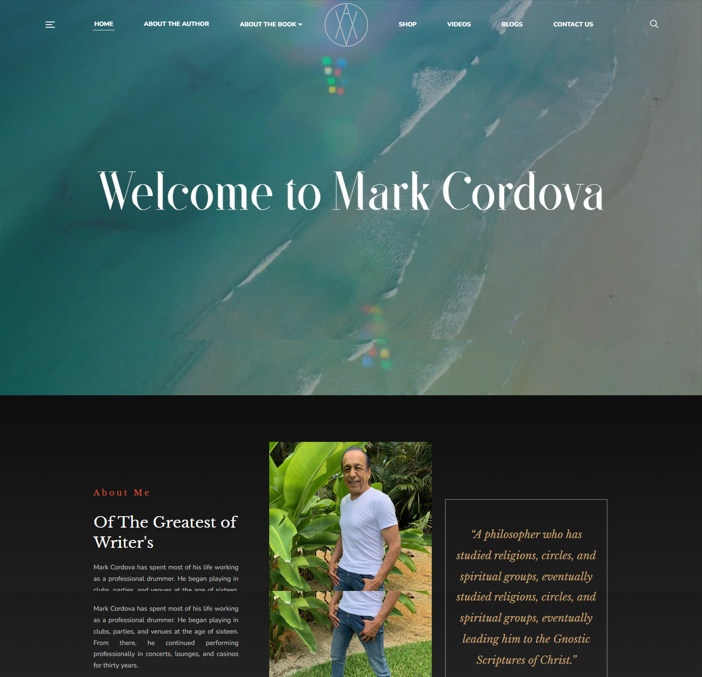 HOME
ABOUT THE AUTHOR
ABOUT THE BOOK
SHOP
VIDEOS
BLOGS
CONTACT US
Welcome to Mark Cordova
About Me
Of The Greatest of
Writer's
Mark Cordova has spent most of his life working
as a professional drummer. He began playing in
clubs, parties, and venues at the age of sixteen.
Mark Cordova has spent most of his life working
as a professional drummer. He began playing in
clubs, parties, and venues at the age of sixteen.
From there, he continued performing
professionally in concerts, lounges, and casinos
for thirty years.
“A philosopher who has
studied religions, circles, and
spiritual groups, eventually
studied religions, circles, and
spiritual groups, eventually
leading him to the Gnostic
Scriptures of Christ.”